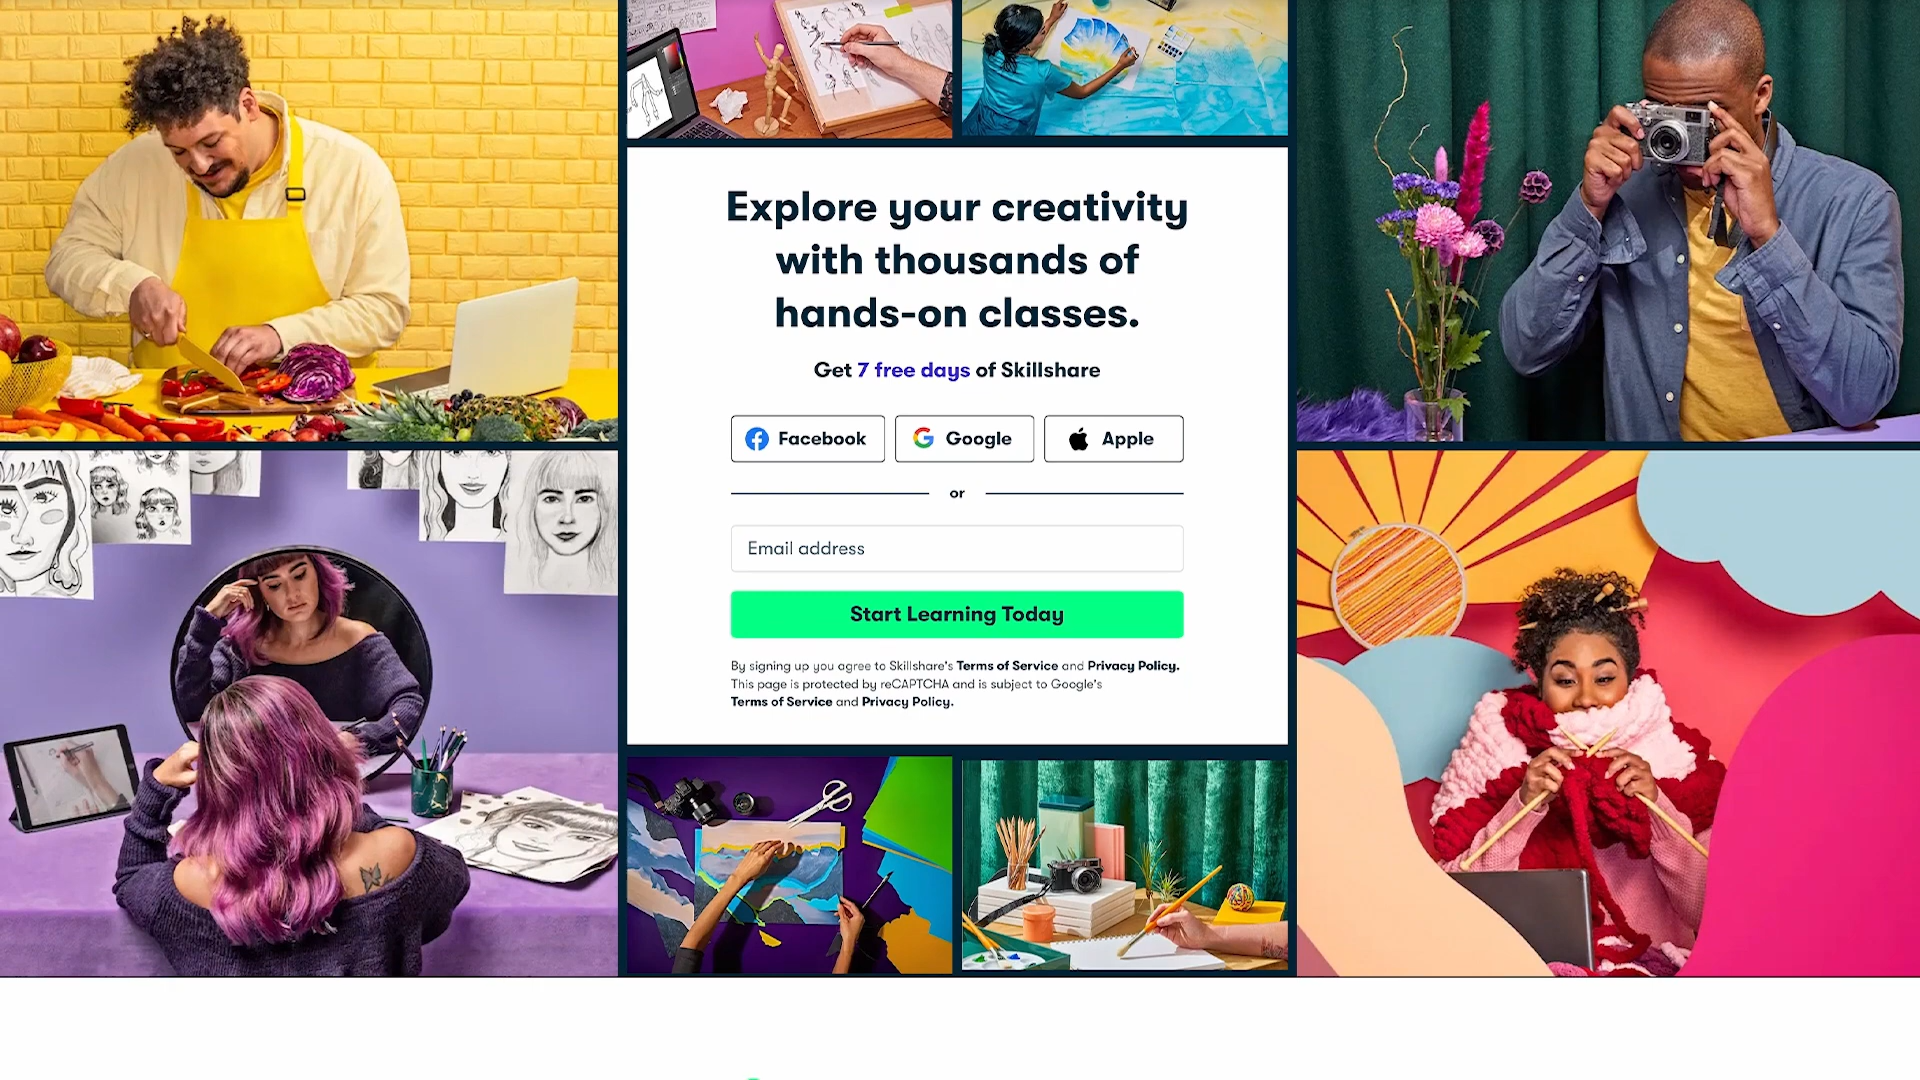 Explore your creativity
with thousands of
hands-on classes.
Get 7 free days of Skillshare
Facebook
Google
Apple
or
Email address
Start Learning Today
By signing up you agree to Skillshare's Terms of Service and Privacy Policy.
This page is protected by reCAPTCHA and is subject to Google's
Terms of Service and Privacy Policy.